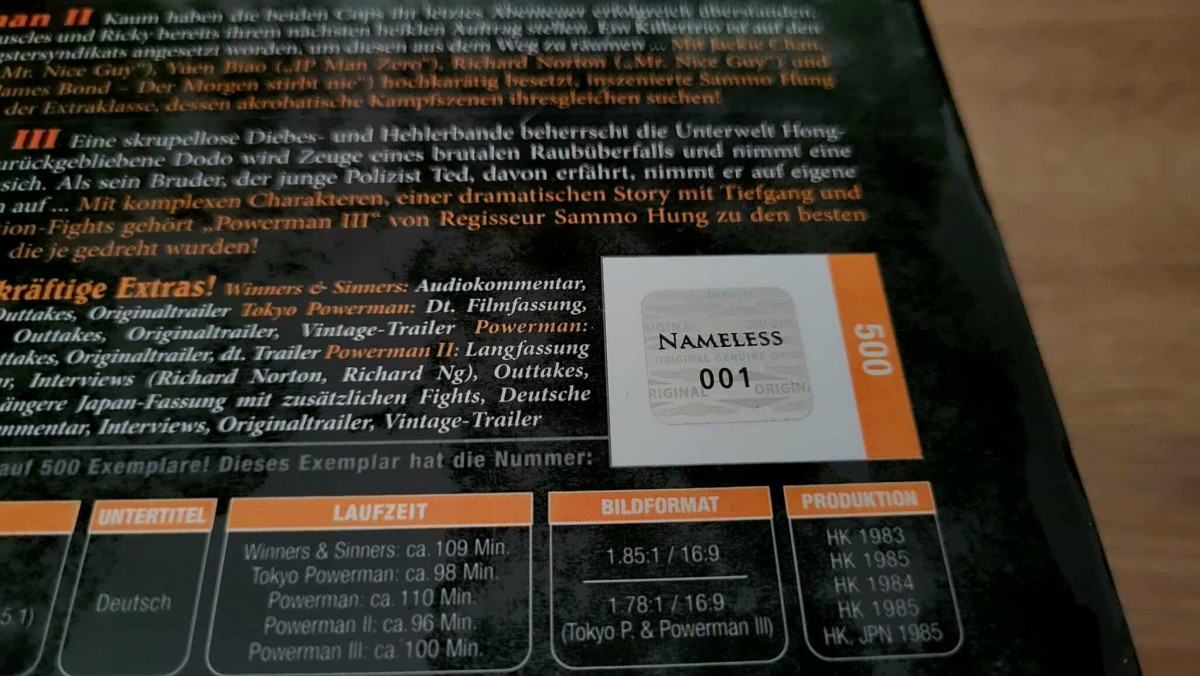 man II Kaum haben die beiden Cops ihr letztes Abenteuer erfolgreich überstanden,
uscles und Ricky bereits ihrem nächsten heiklen Auftrag stellen. Ein Killertrio ist auf den
gstersyndikats angesetzt worden, um diesen aus dem Weg zu räumen ... Mit Jackie Chan,
Mr. Nice Guy“), Yuen Biao („IP Man Zero“), Richard Norton („Mr. Nice Guy“) und
ames Bond - Der Morgen stirbt nie“) hochkarätig besetzt, inszenierte Sammo Hung
der Extraklasse, dessen akrobatische Kampfszenen ihresgleichen suchen!
III Eine skrupellose Diebes- und Hehlerbande beherrscht die Unterwelt Hong-
urückgebliebene Dodo wird Zeuge eines brutalen Raubüberfalls und nimmt eine
sich. Als sein Bruder, der junge Polizist Ted, davon erfährt, nimmt er auf eigene
n auf ... Mit komplexen Charakteren, einer dramatischen Story mit Tiefgang und
tion-Fights gehört „Powerman III“ von Regisseur Sammo Hung zu den besten
die je gedreht wurden!
kräftige Extras! Winners & Sinners: Audiokommentar,
Outtakes, Originaltrailer Tokyo Powerman: Dt. Filmfassung,
Outtakes, Originaltrailer, Vintage-Trailer Powerman:
ttakes, Originaltrailer, dt. Trailer Powerman II: Langfassung
r, Interviews (Richard Norton, Richard Ng), Outtakes,
ängere Japan-Fassung mit zusätzlichen Fights, Deutsche
mmentar, Interviews, Originaltrailer, Vintage-Trailer
GENUINE
RIGINAL
NAMELESS
ORIGINAL GENUINE ORIG
001
RIGINAL ORIGIN
500
auf 500 Exemplare! Dieses Exemplar hat die Nummer:
5.1)
UNTERTITEL
Deutsch
LAUFZEIT
Winners & Sinners: ca. 109 Min.
Tokyo Powerman: ca. 98 Min.
Powerman: ca. 110 Min.
Powerman II: ca. 96 Min.
Powerman III: ca. 100 Min.
BILDFORMAT
1.85:1 / 16:9
1.78:1 / 16:9
(Tokyo P. & Powerman III)
PRODUKTION
HK 1983
HK 1985
HK 1984
HK 1985
HK, JPN 1985